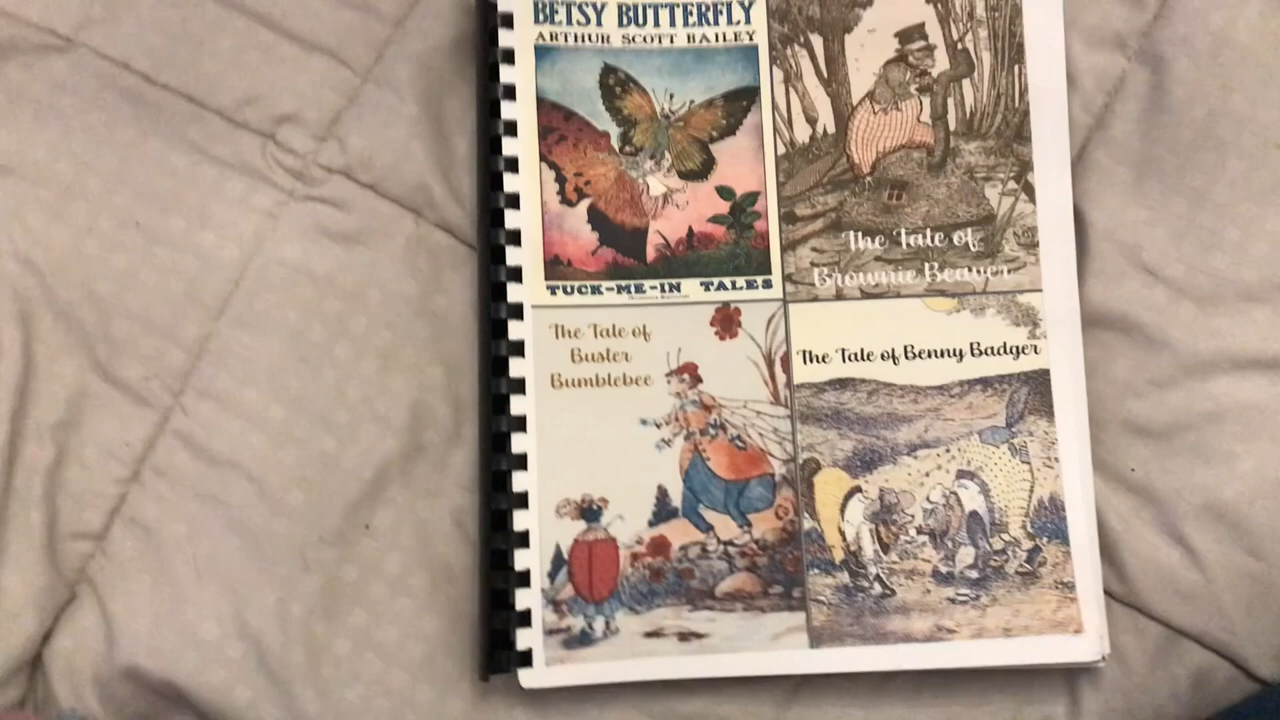 BETSY BUTTERFLY
ARTHUR SCOTT BAILEY
TUCK-ME-IN TALES
The Tale of
Brownie Beaver
The Tale of
Buster
Bumblebee
The Tale of Benny Badger